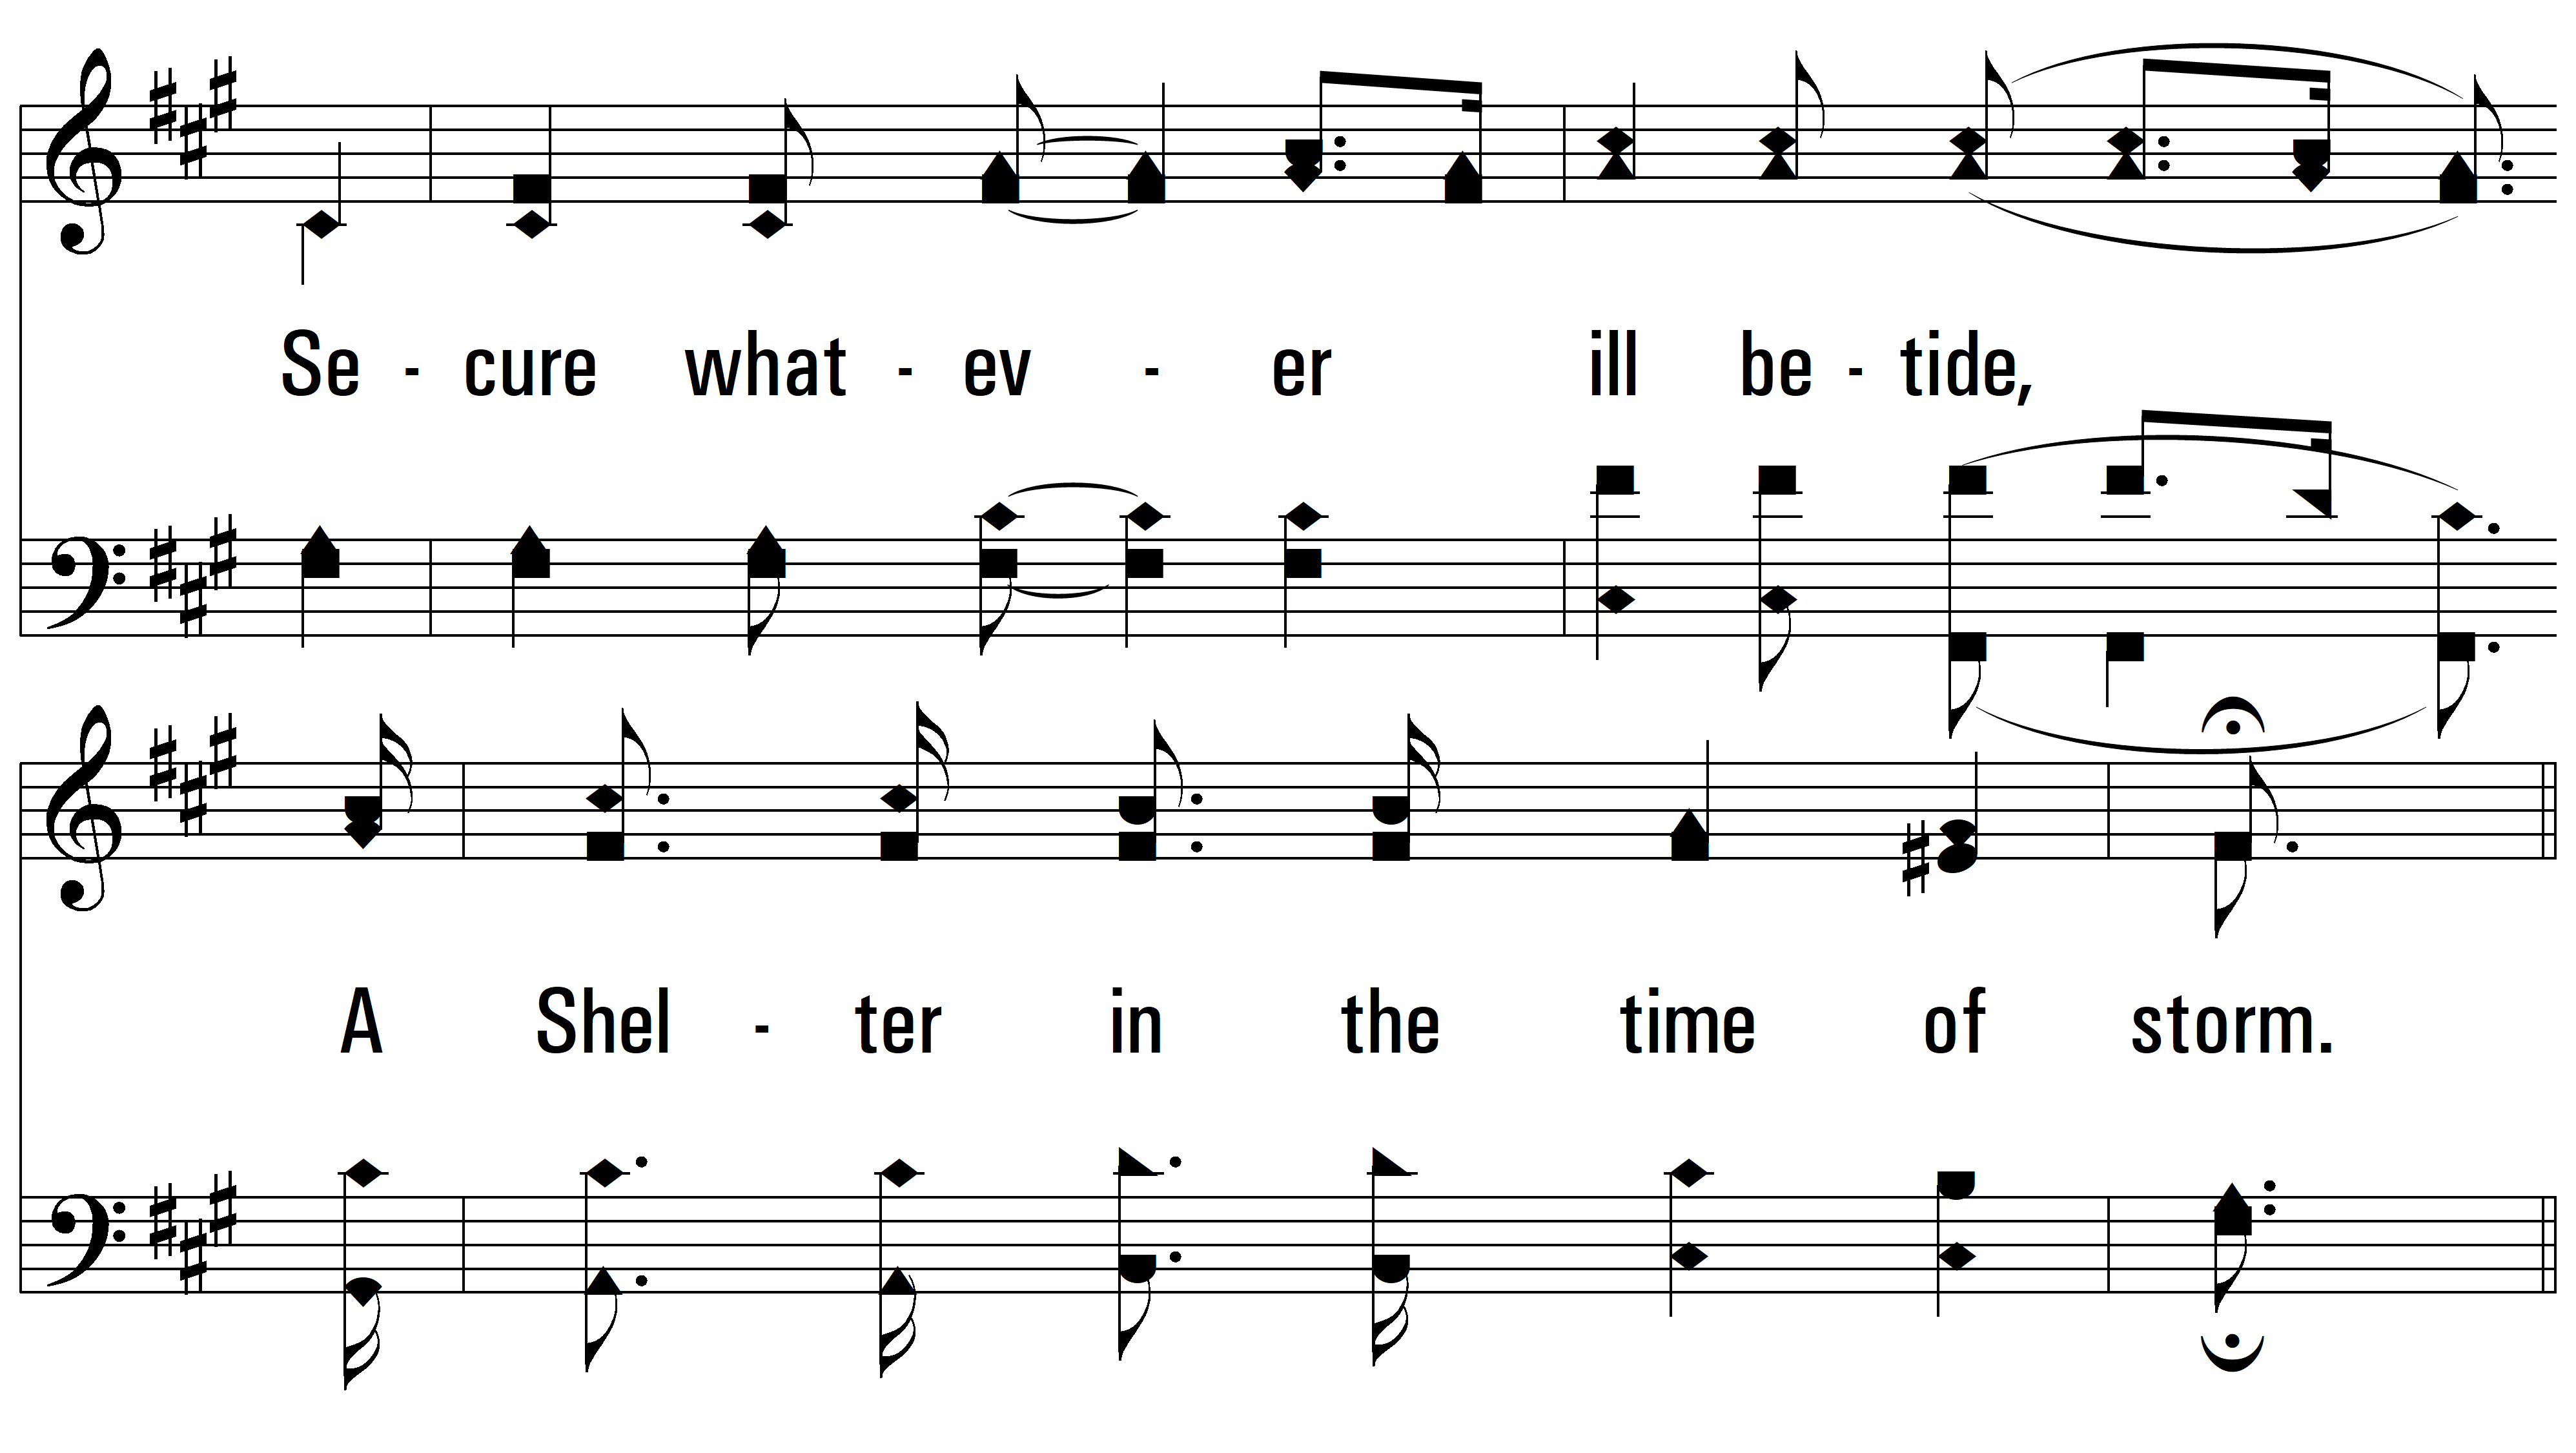 Se - cure what - ev - er ill be - tide,
A Shel - ter in the time of storm.